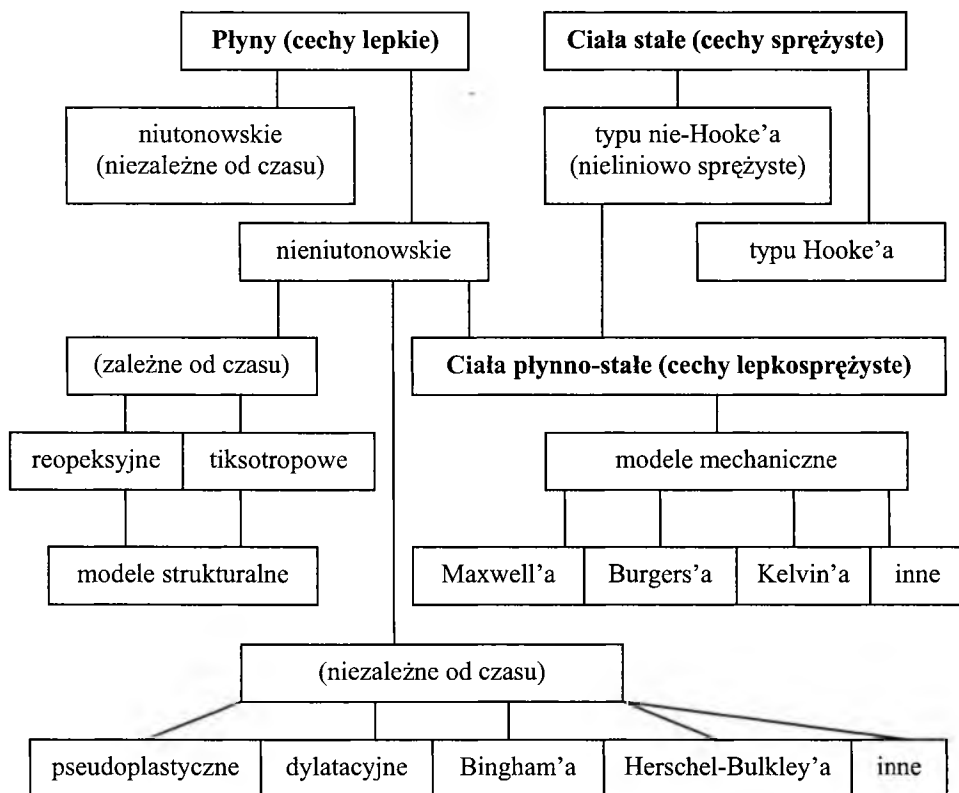 Płyny (cechy lepkie)
Ciała stałe (cechy sprężyste)
niutonowskie
(niezależne od czasu)
typu nie-Hooke’a
(nieliniowo sprężyste)
nieniutonowskie
typu Hooke’a
(zależne od czasu)
Ciała płynno-stałe (cechy lepkosprężyste)
reopeksyjne
tiksotropowe
modele mechaniczne
modele strukturalne
Maxwell’a
Burgers’a
Kelvin’a
inne
(niezależne od czasu)
pseudoplastyczne
dylatacyjne
Bingham’a
Herschel-Bulkley’a
inne